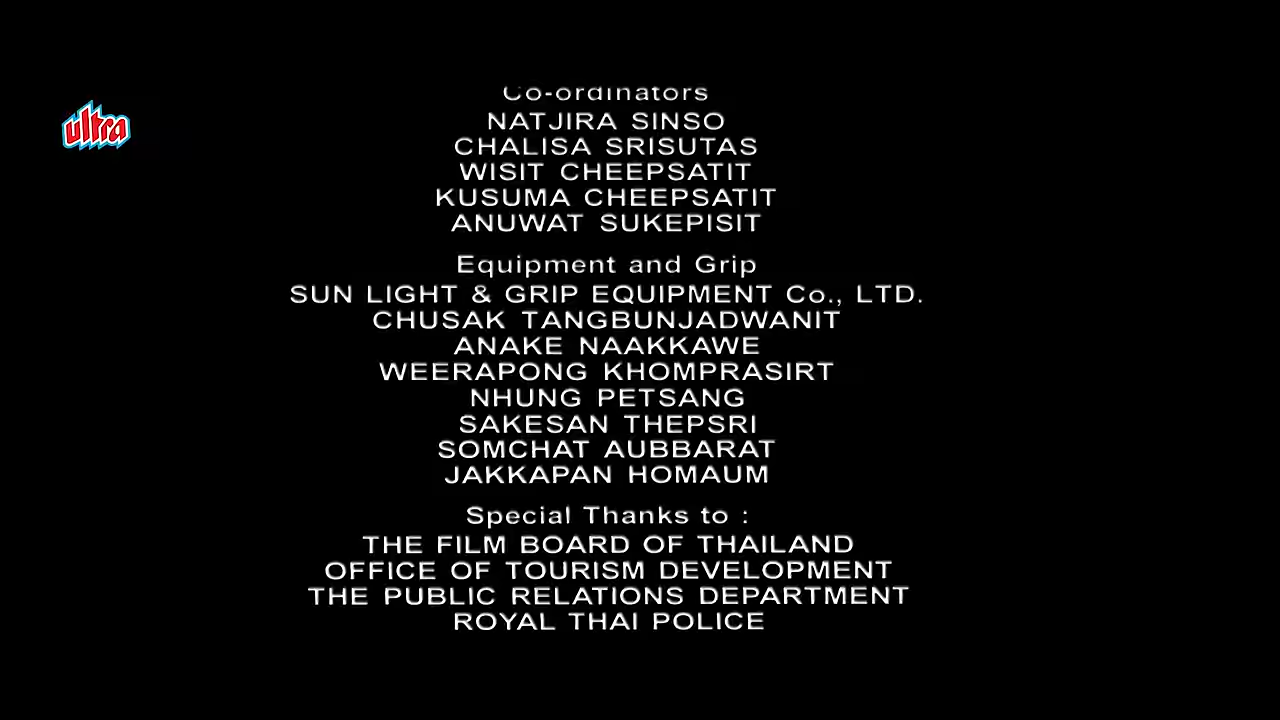 ultra
Co-ordinators
NATJIRA SINSO
CHALISA SRISUTAS
WISIT CHEEPSATIT
KUSUMA CHEEPSATIT
ANUWAT SUKEPISIT
Equipment and Grip
SUN LIGHT & GRIP EQUIPMENT Co., LTD.
CHUSAK TANGBUNJADWANIT
ANAKE NAAKKAWE
WEERAPONG KHOMPRASIRT
NHUNG PETSANG
SAKESAN THEPSRI
SOMCHAT AUBBARAT
JAKKAPAN HOMAUM
Special Thanks to :
THE FILM BOARD OF THAILAND
OFFICE OF TOURISM DEVELOPMENT
THE PUBLIC RELATIONS DEPARTMENT
ROYAL THAI POLICE